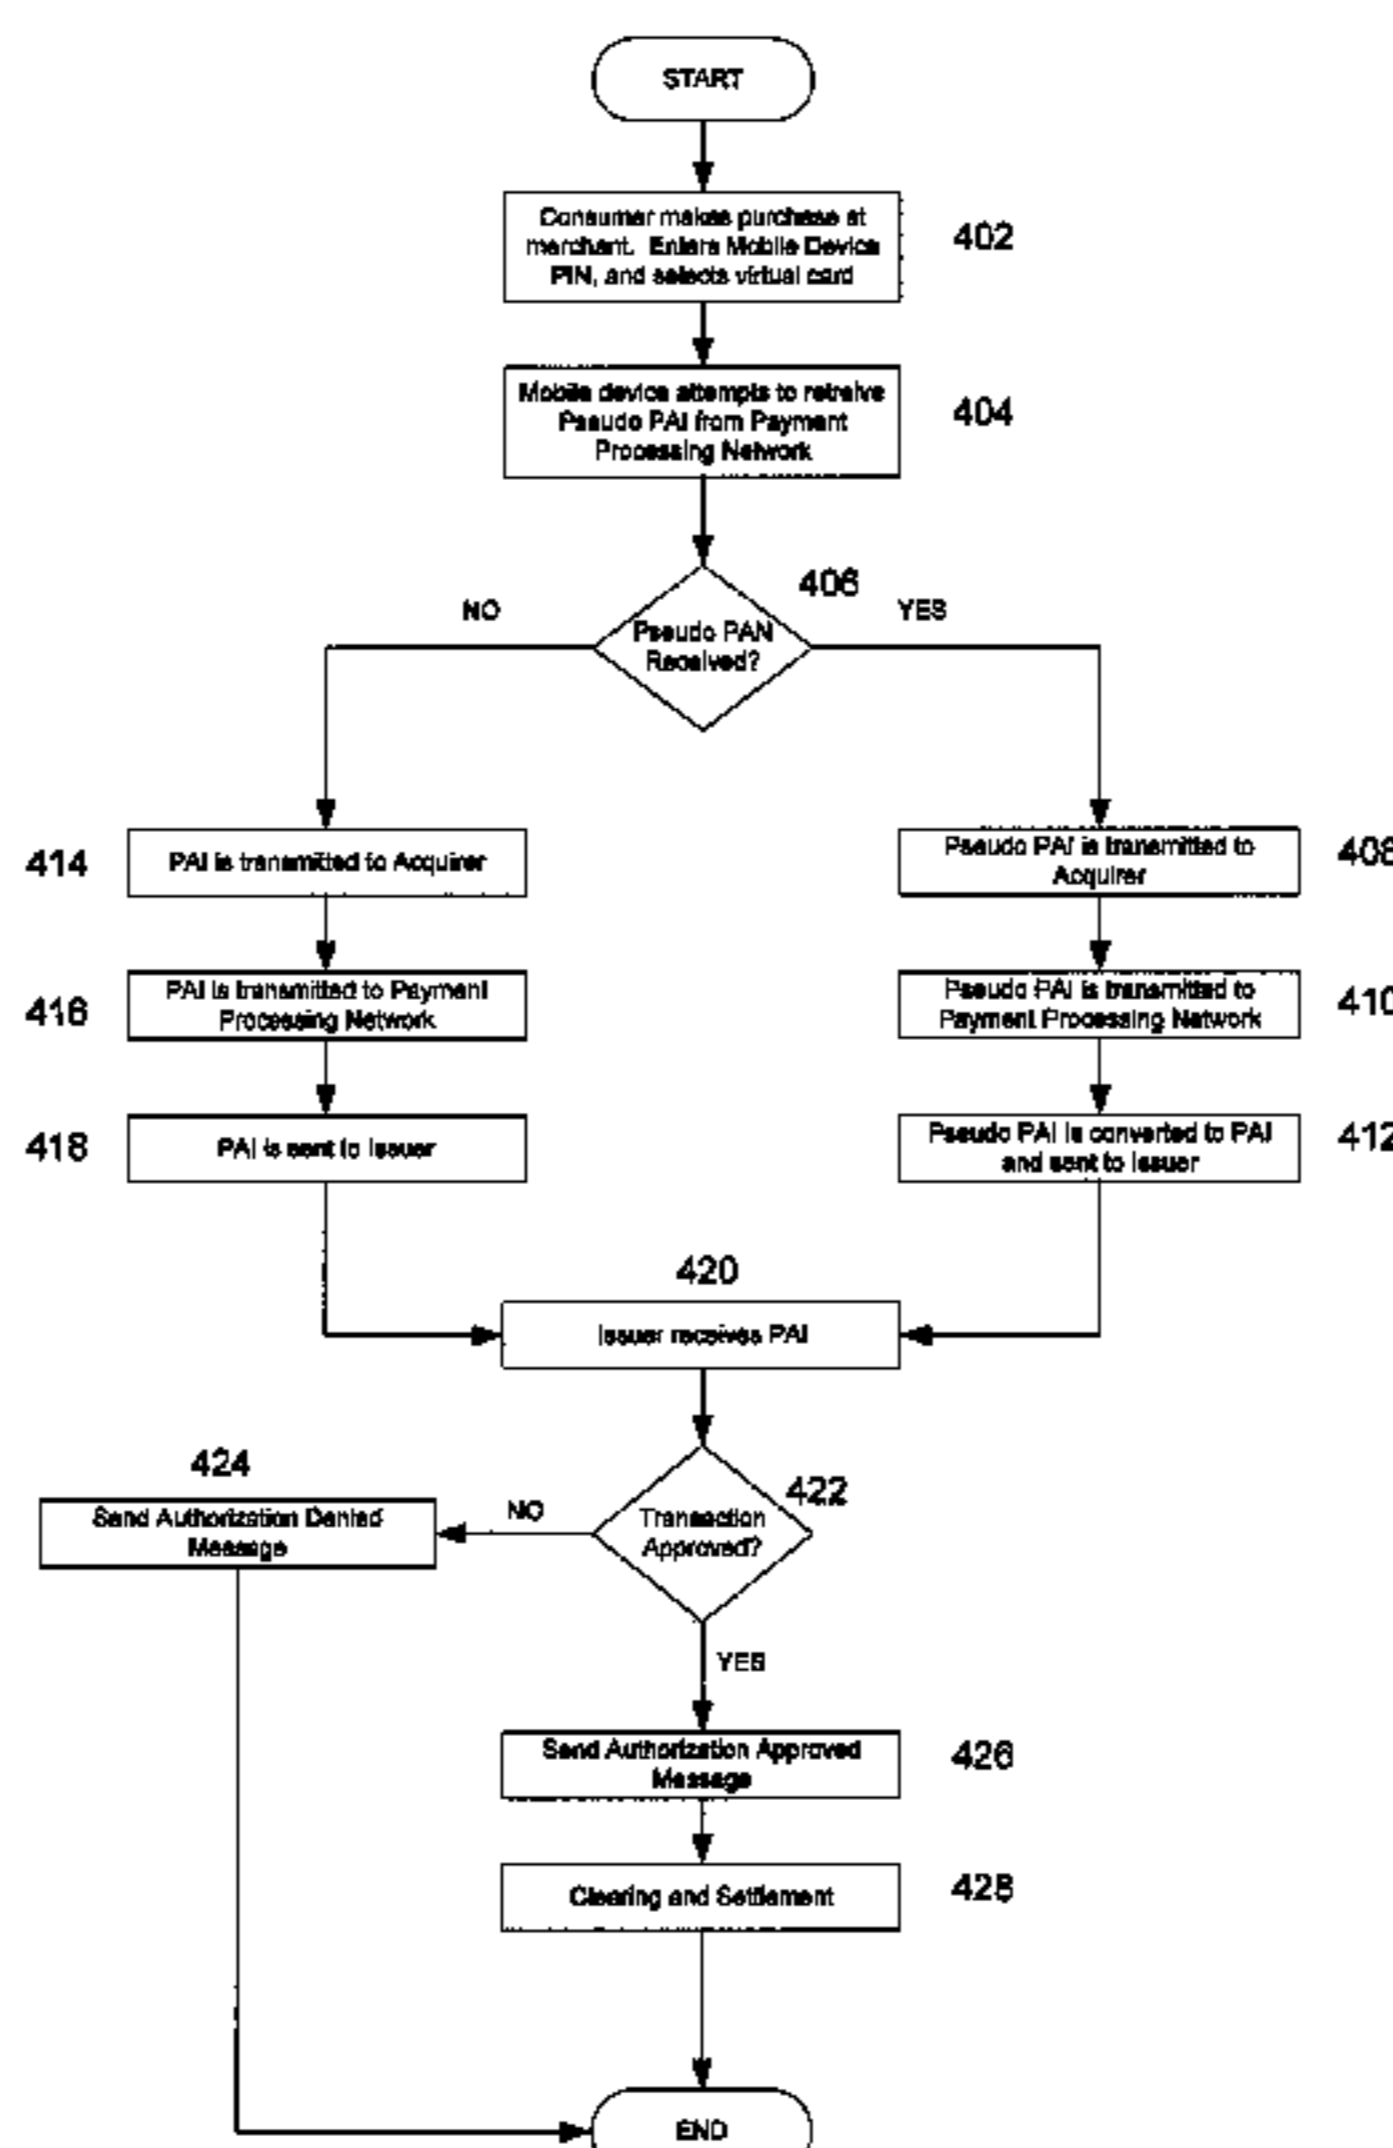 START
Consumer makes purchase at
merchant. Enters Mobile Device
PIN, and selects virtual card
402
Mobile device attempts to retreive
Pseudo PAI from Payment
Processing Network
404
406
NO
YES
Pseudo PAN
Received?
414
PAI is transmitted to Acquirer
Pseudo PAI is transmitted to
Acquirer
408
416
PAI is transmitted to Payment
Processing Network
Pseudo PAI is transmitted to
Payment Processing Network
410
418
PAI is sent to Issuer
Pseudo PAI is converted to PAI
and sent to Issuer
412
420
Issuer receives PAI
424
422
Send Authorization Denied
Message
NO
Transaction
Approved?
YES
Send Authorization Approved
Message
426
Clearing and Settlement
428
END